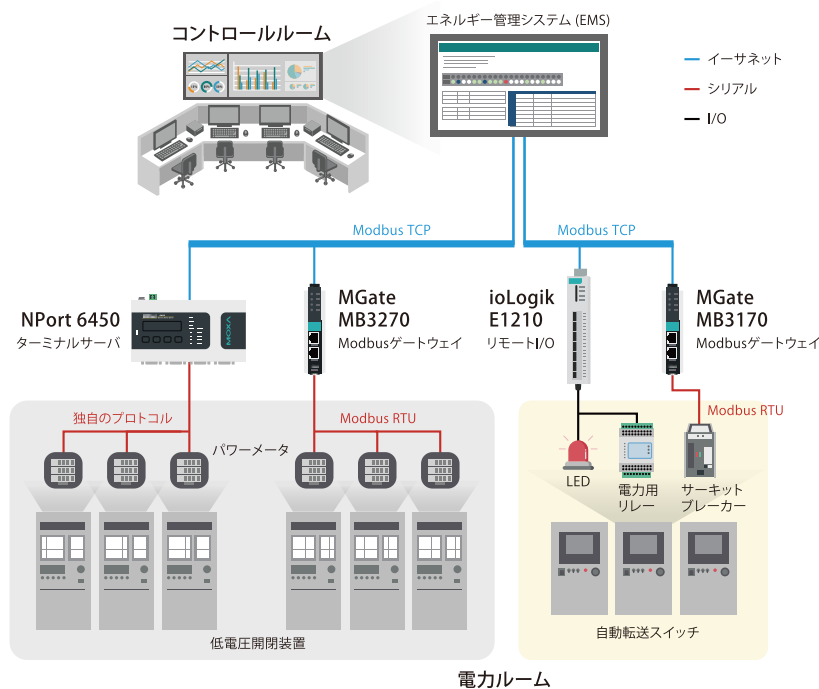 コントロールルーム
エネルギー管理システム (EMS)
イーサネット
シリアル
I/O
Modbus TCP
Modbus TCP
NPort 6450
ターミナルサーバ
MOXA
MGate
MB3270
Modbusゲートウェイ
ioLogik
E1210
リモートI/O
MGate
MB3170
Modbusゲートウェイ
独自のプロトコル
Modbus RTU
Modbus RTU
パワーメータ
LED
電力用
リレー
サーキット
ブレーカー
低電圧開閉装置
自動転送スイッチ
電力ルーム